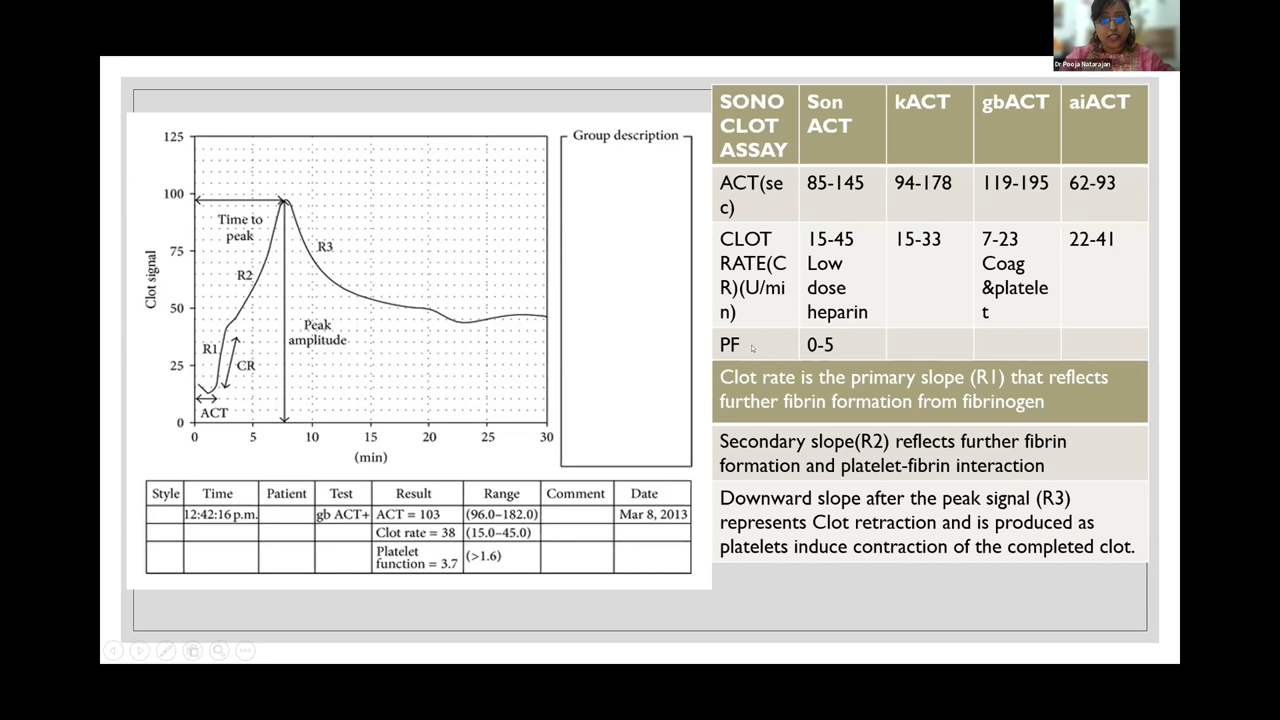 Dr Pooja Natarajan
125
100
75
50
25
0
Clot signal
0 5 10 15 20 25 30
(min)
Time to
peak
R3
R2
Peak
amplitude
R1
CR
ACT
Group description
Style Time Patient Test Result Range Comment Date
12:42:16 p.m. gb ACT+ ACT = 103 (96.0–182.0) Mar 8, 2013
Clot rate = 38 (15.0–45.0)
Platelet
function = 3.7 (>1.6)
SONO
CLOT
ASSAY
Son
ACT
kACT
gbACT
aiACT
ACT(se
c)
85-145
94-178
119-195
62-93
CLOT
RATE(C
R)(U/mi
n)
15-45
Low
dose
heparin
15-33
7-23
Coag
&platele
t
22-41
PF
0-5
Clot rate is the primary slope (R1) that reflects
further fibrin formation from fibrinogen
Secondary slope(R2) reflects further fibrin
formation and platelet-fibrin interaction
Downward slope after the peak signal (R3)
represents Clot retraction and is produced as
platelets induce contraction of the completed clot.